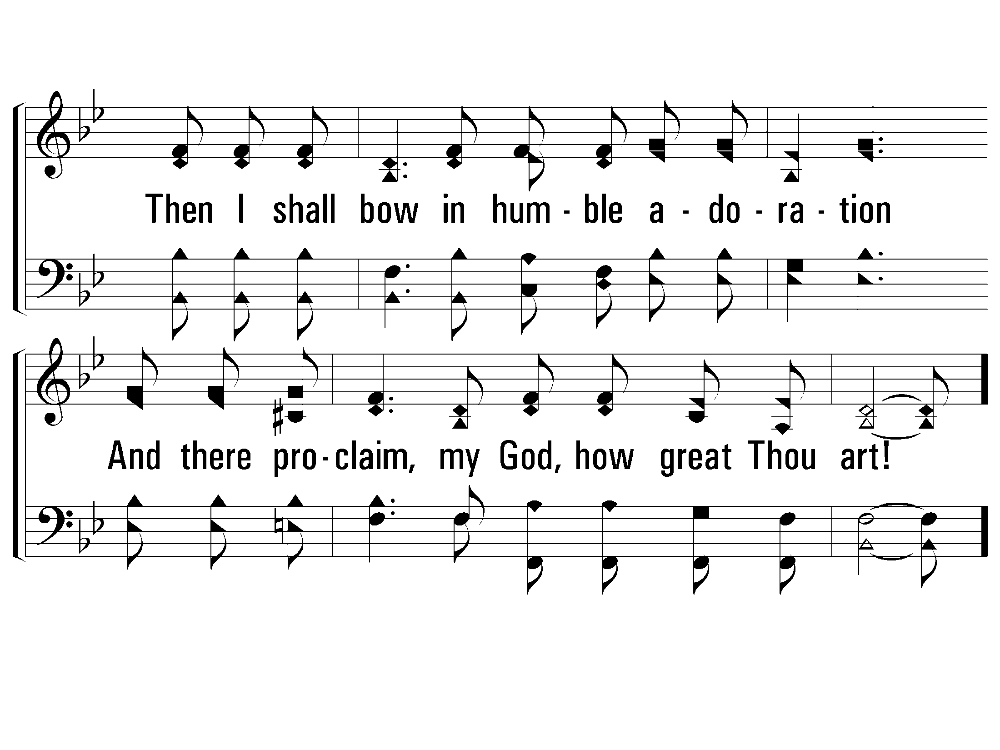 Then I shall bow in hum - ble a - do - ra - tion
And there pro - claim, my God, how great Thou art!